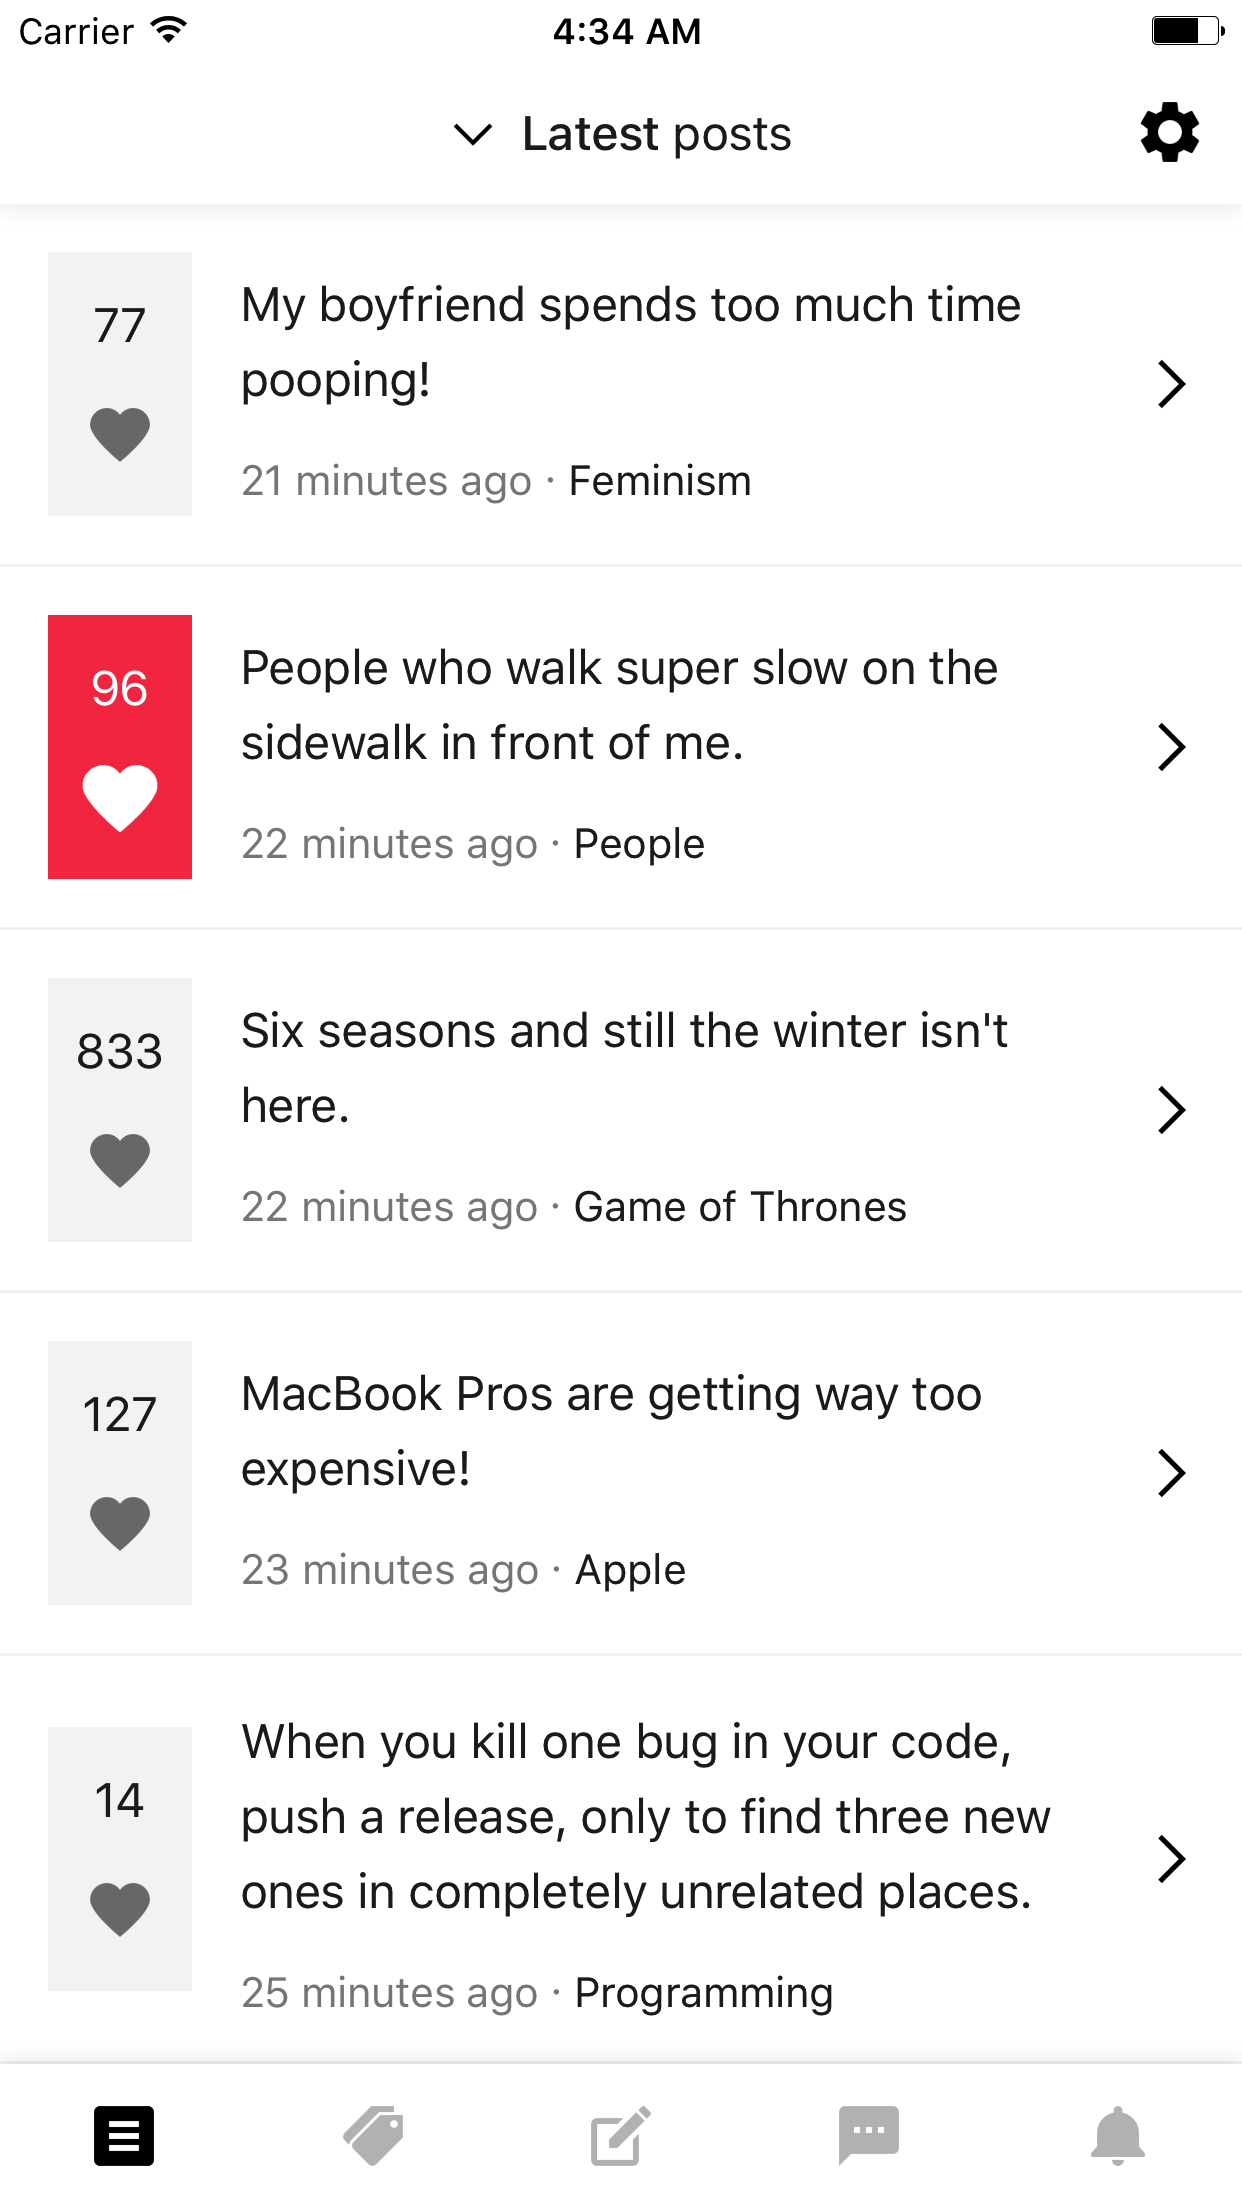 Carrier 4:34 AM
Latest posts
77
My boyfriend spends too much time
pooping!
21 minutes ago · Feminism
96
People who walk super slow on the
sidewalk in front of me.
22 minutes ago · People
833
Six seasons and still the winter isn't
here.
22 minutes ago · Game of Thrones
127
MacBook Pros are getting way too
expensive!
23 minutes ago · Apple
14
When you kill one bug in your code,
push a release, only to find three new
ones in completely unrelated places.
25 minutes ago · Programming